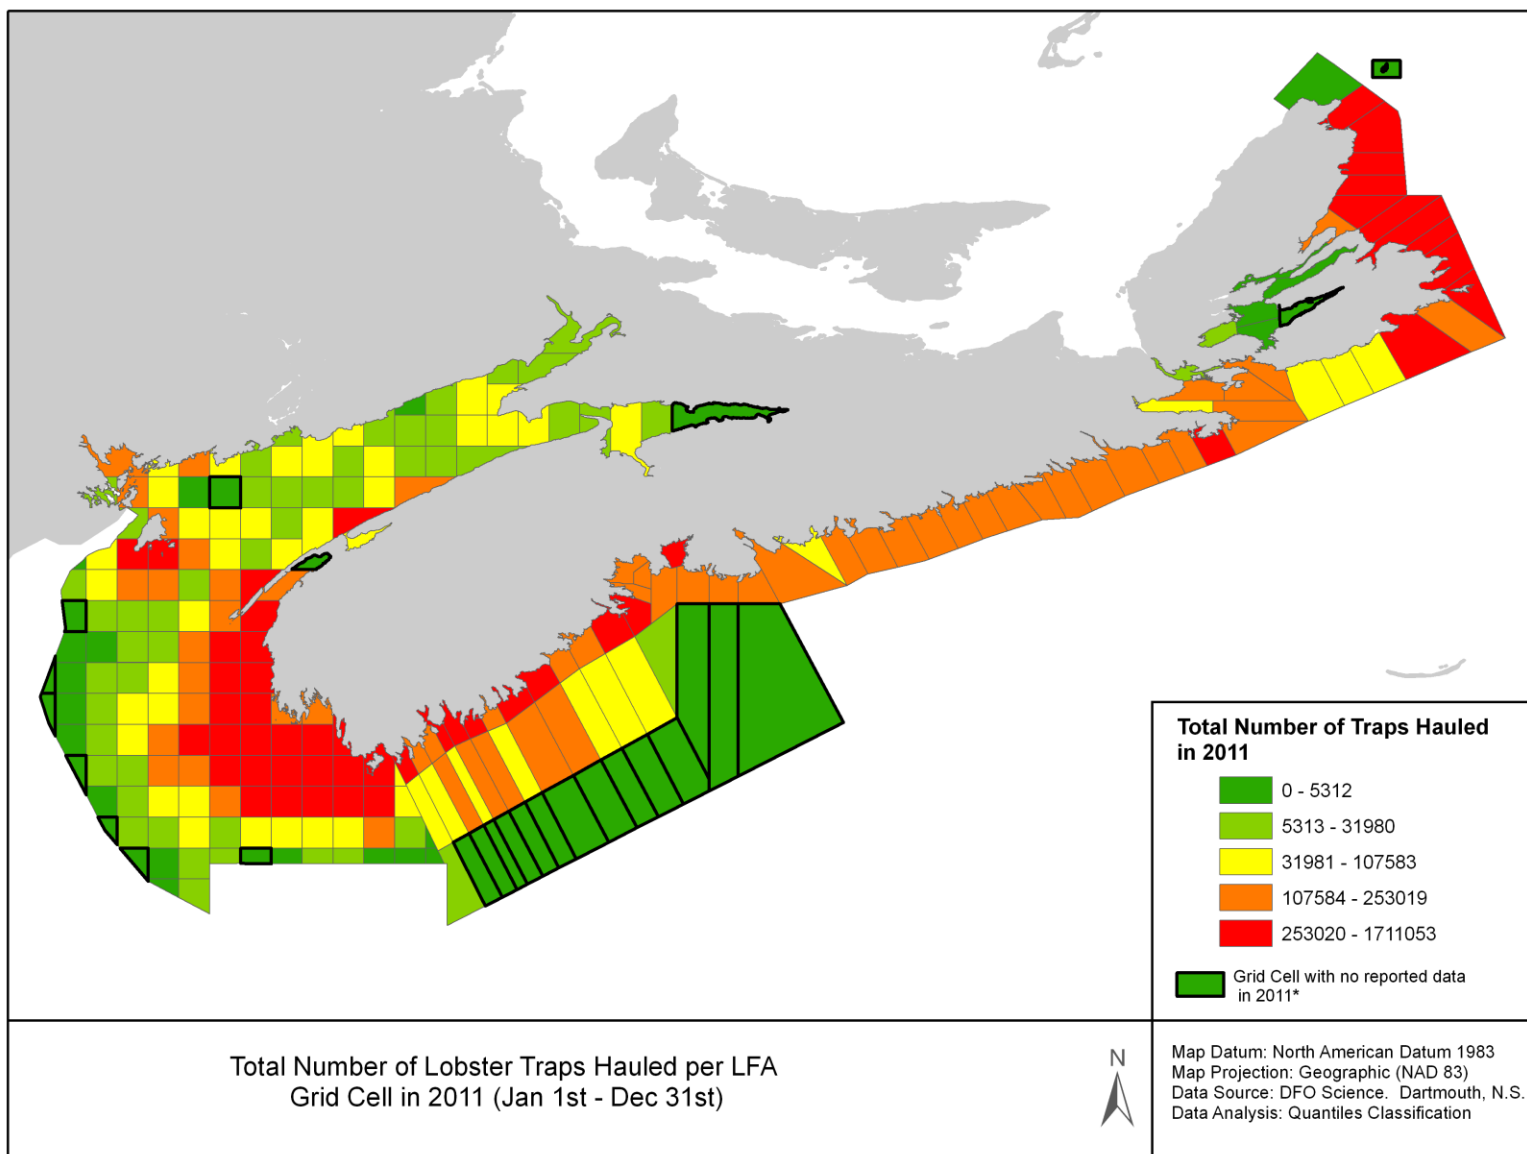 Total Number of Traps Hauled
in 2011
0 - 5312
5313 - 31980
31981 - 107583
107584 - 253019
253020 - 1711053
Grid Cell with no reported data
in 2011*
Total Number of Lobster Traps Hauled per LFA
Grid Cell in 2011 (Jan 1st - Dec 31st)
N
Map Datum: North American Datum 1983
Map Projection: Geographic (NAD 83)
Data Source: DFO Science. Dartmouth, N.S.
Data Analysis: Quantiles Classification